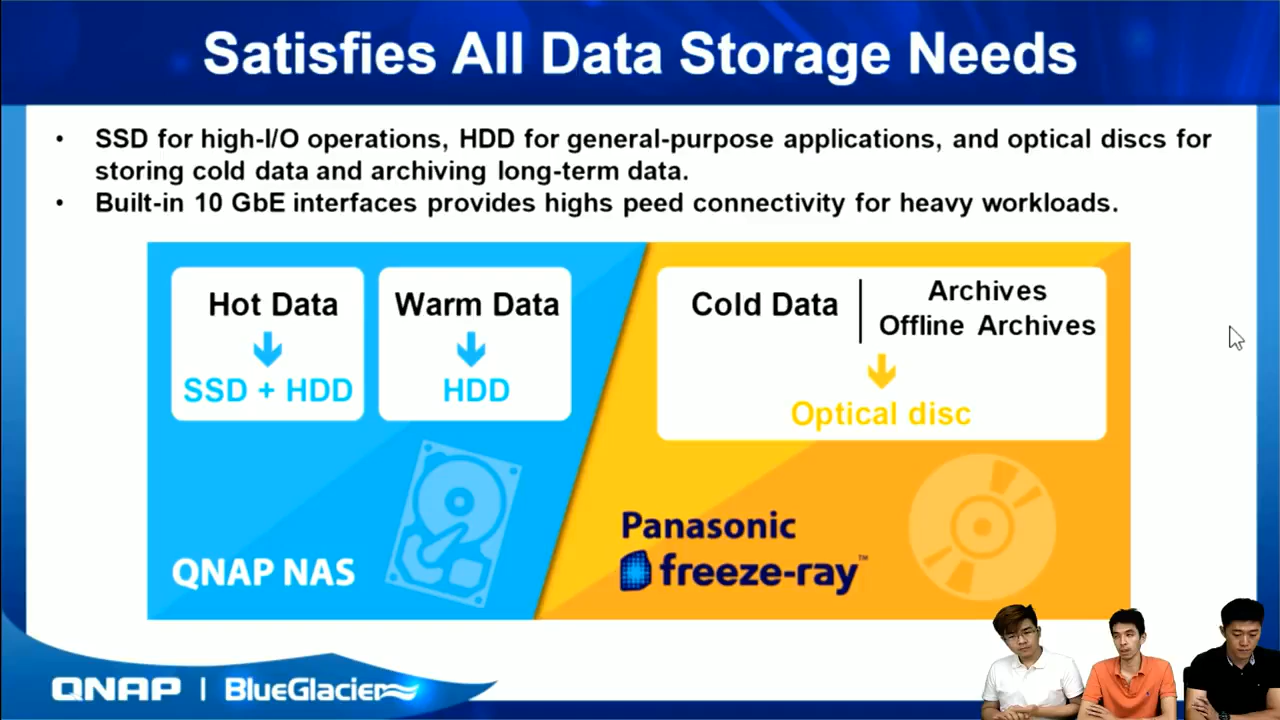 Satisfies All Data Storage Needs
• SSD for high-I/O operations, HDD for general-purpose applications, and optical discs for
storing cold data and archiving long-term data.
• Built-in 10 GbE interfaces provides highs peed connectivity for heavy workloads.
Hot Data
SSD + HDD
Warm Data
HDD
Cold Data
Archives
Offline Archives
Optical disc
QNAP NAS
Panasonic
freeze-ray™
QNAP | BlueGlacier